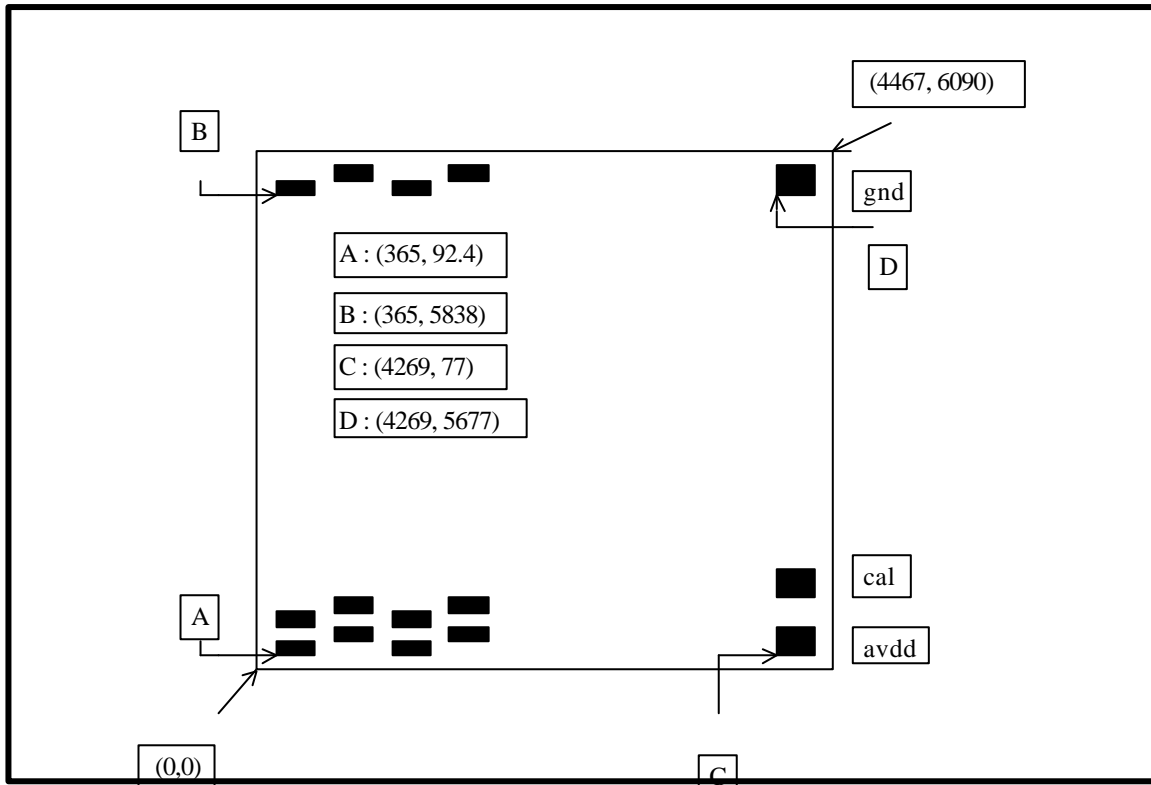 (4467, 6090)
B
gnd
A : (365, 92.4)
D
B : (365, 5838)
C : (4269, 77)
D : (4269, 5677)
cal
A
avdd
(0,0)
C